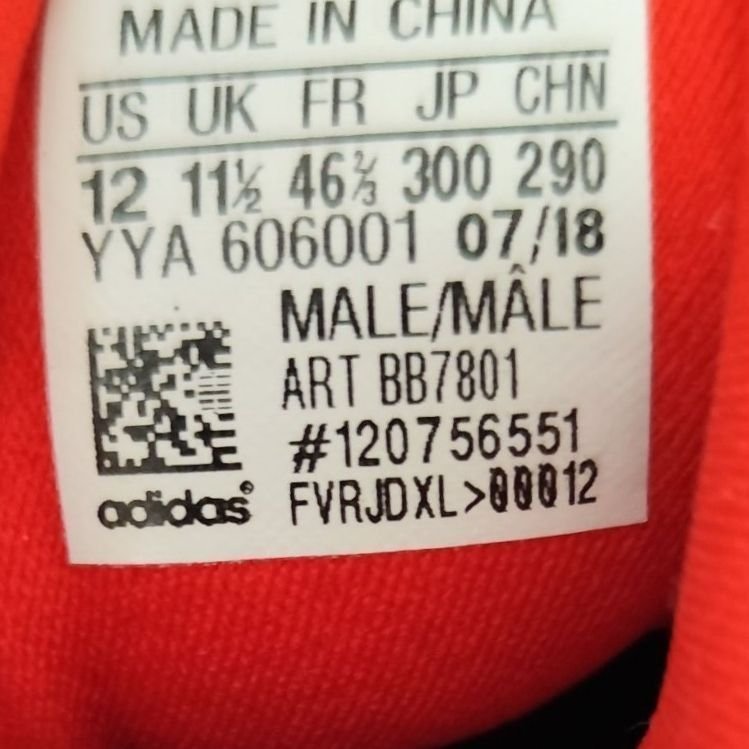 MADE IN CHINA
US UK FR JP CHN
12 11½ 46⅔ 300 290
YYA 606001 07/18
MALE/MÂLE
ART BB7801
#120756551
adidas® FVRJDXL>00012